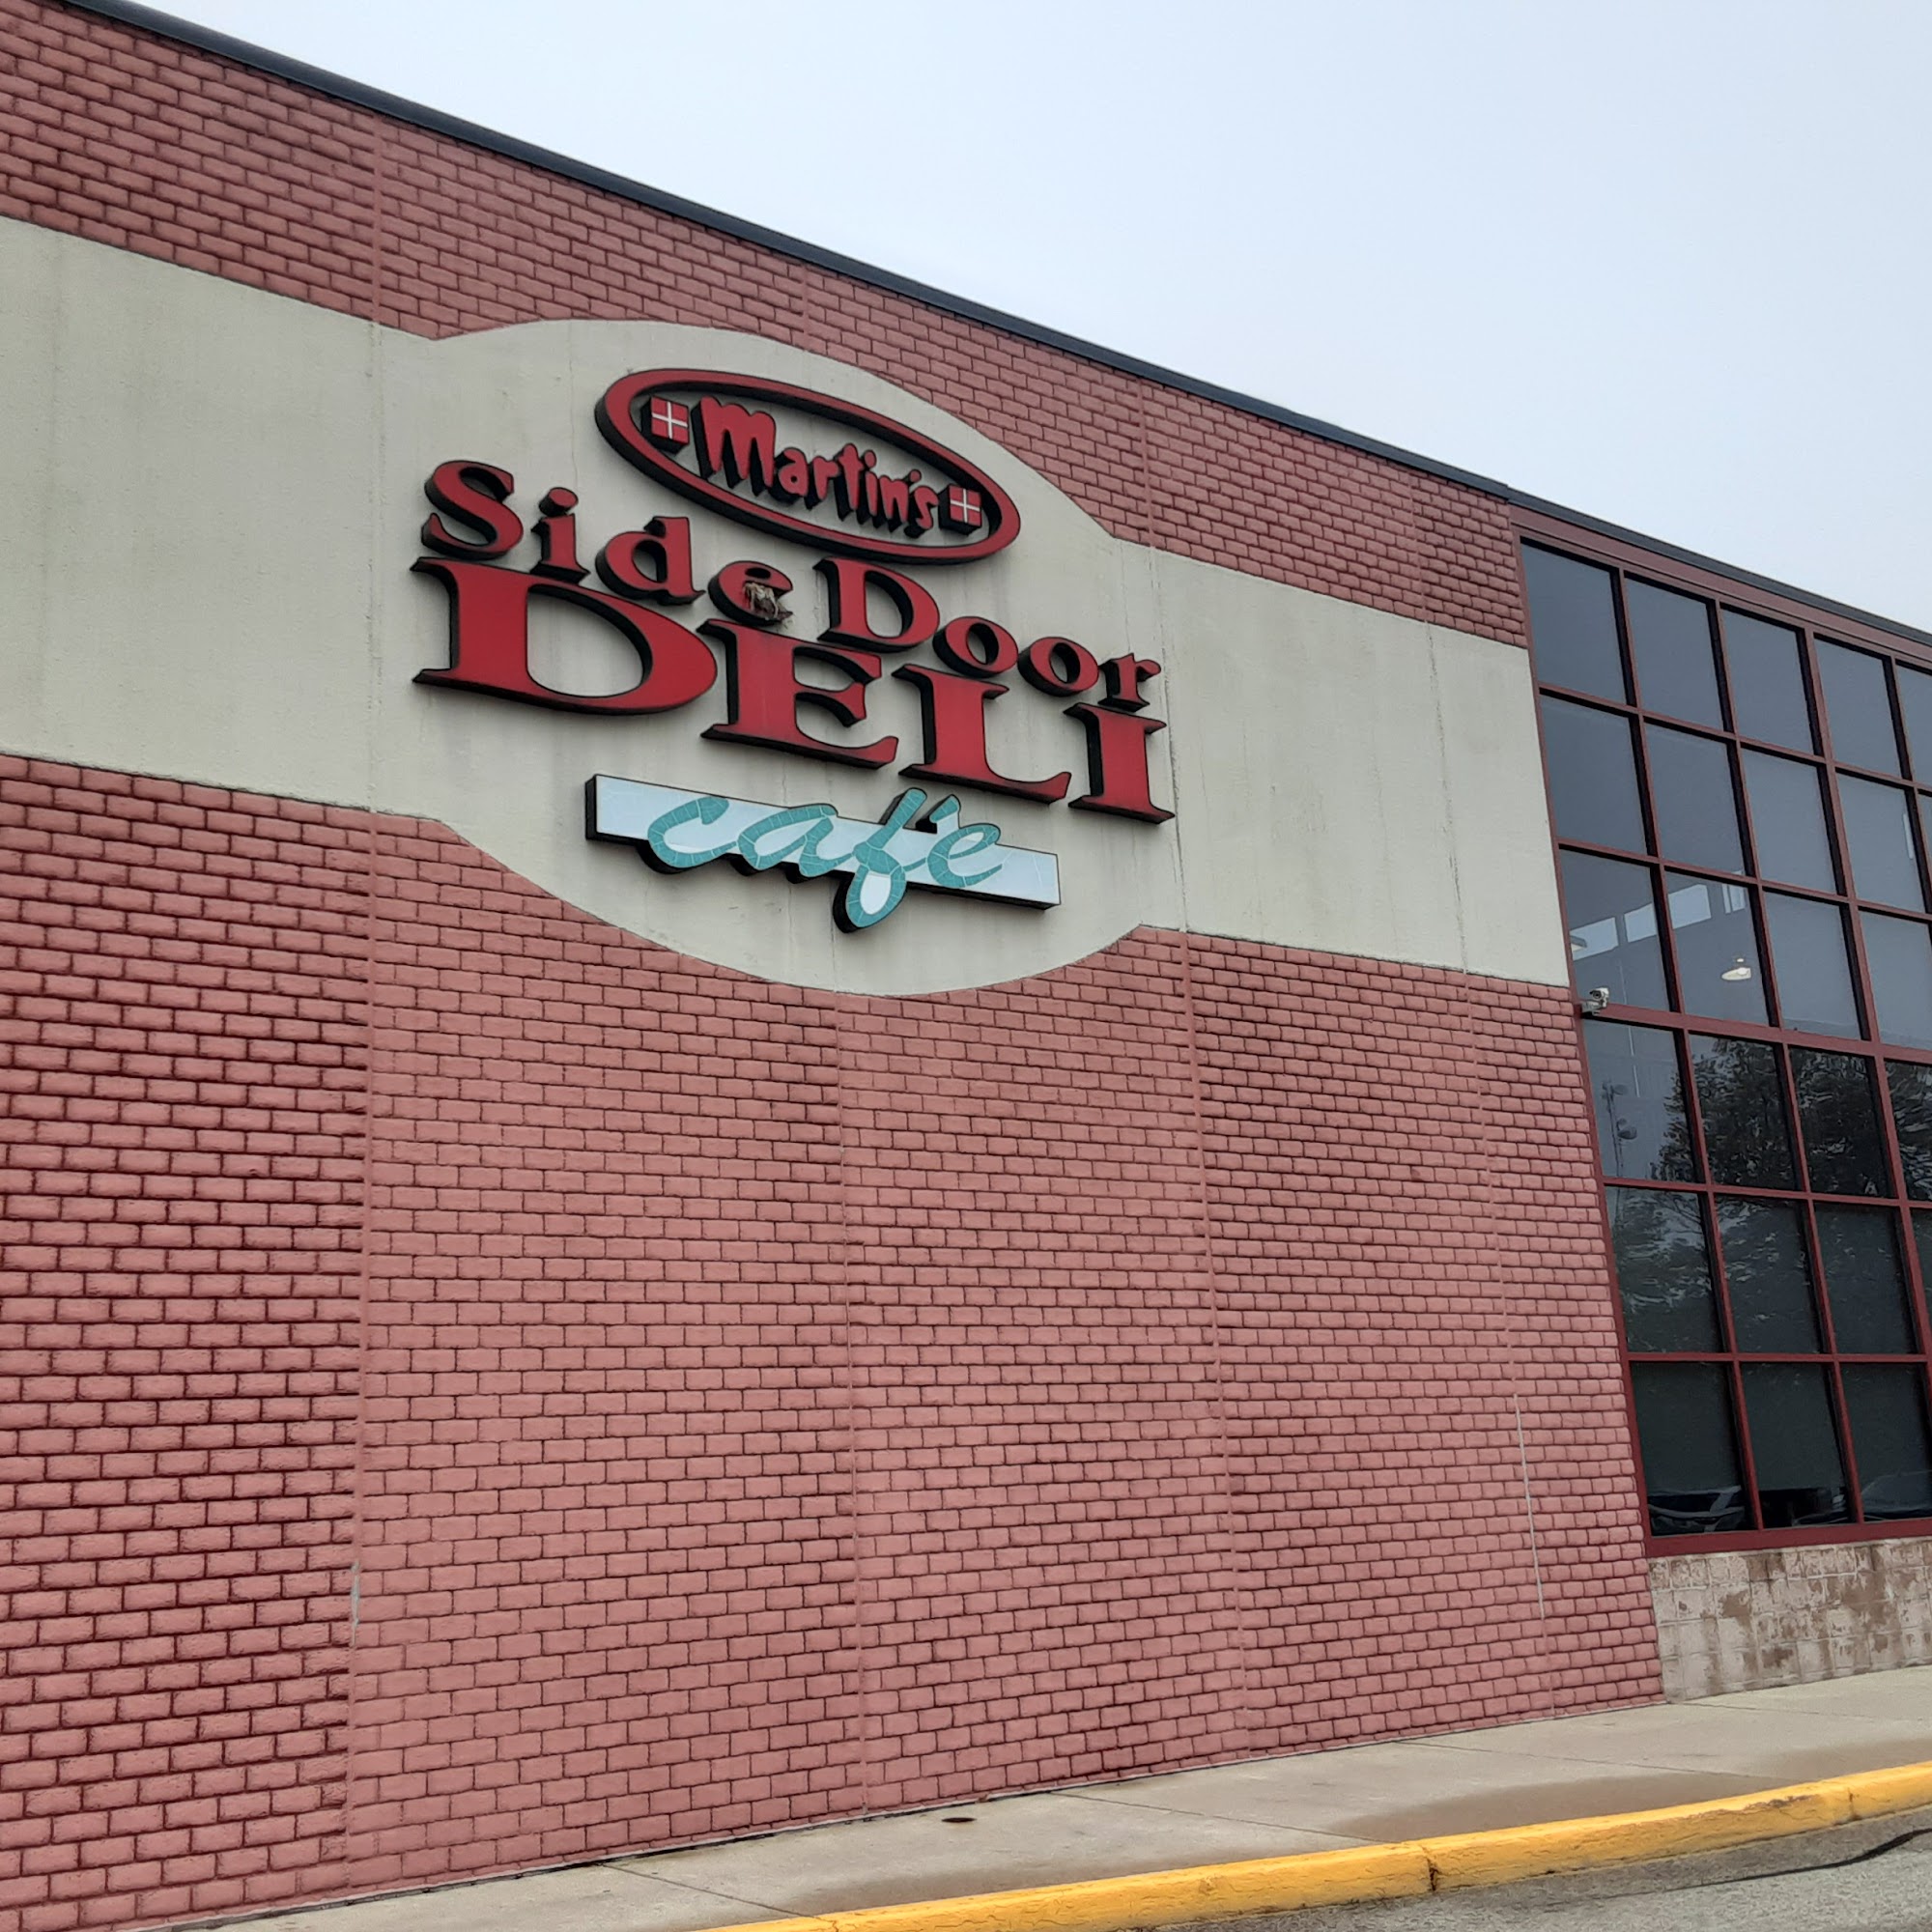 Martin's
Side Door
DELI
café